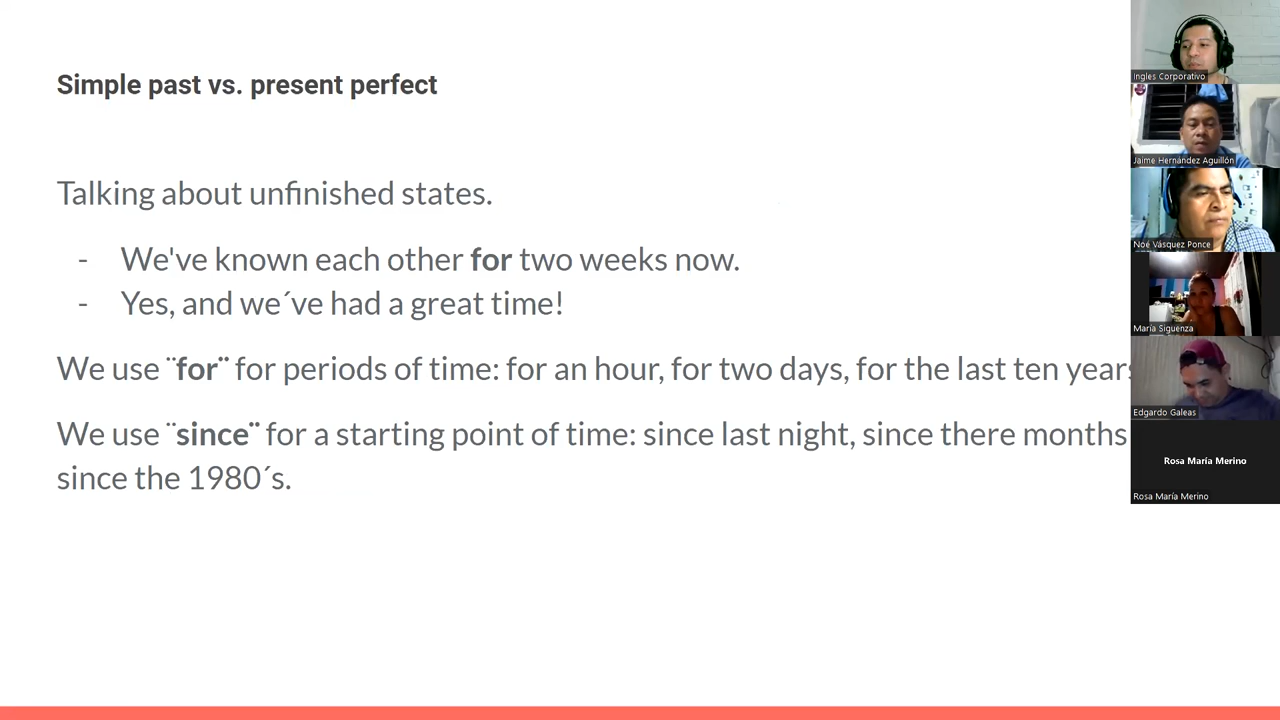 Simple past vs. present perfect
Talking about unfinished states.
- We've known each other for two weeks now.
- Yes, and we´ve had a great time!
We use ¨for¨ for periods of time: for an hour, for two days, for the last ten years
We use ¨since¨ for a starting point of time: since last night, since there months
since the 1980´s.
Ingles Corporativo
Jaime Hernández Aguillón
Noé Vásquez Ponce
María Siguenza
Edgardo Galeas
Rosa María Merino
Rosa María Merino